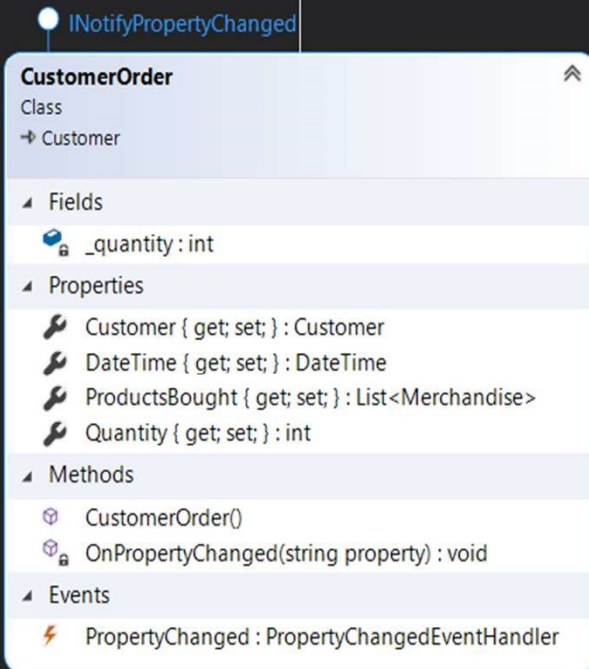 INotifyPropertyChanged
CustomerOrder
Class
Customer
Fields
_quantity : int
Properties
Customer { get; set; } : Customer
DateTime { get; set; } : DateTime
ProductsBought { get; set; } : List<Merchandise>
Quantity { get; set; } : int
Methods
CustomerOrder()
OnPropertyChanged(string property) : void
Events
PropertyChanged : PropertyChangedEventHandler